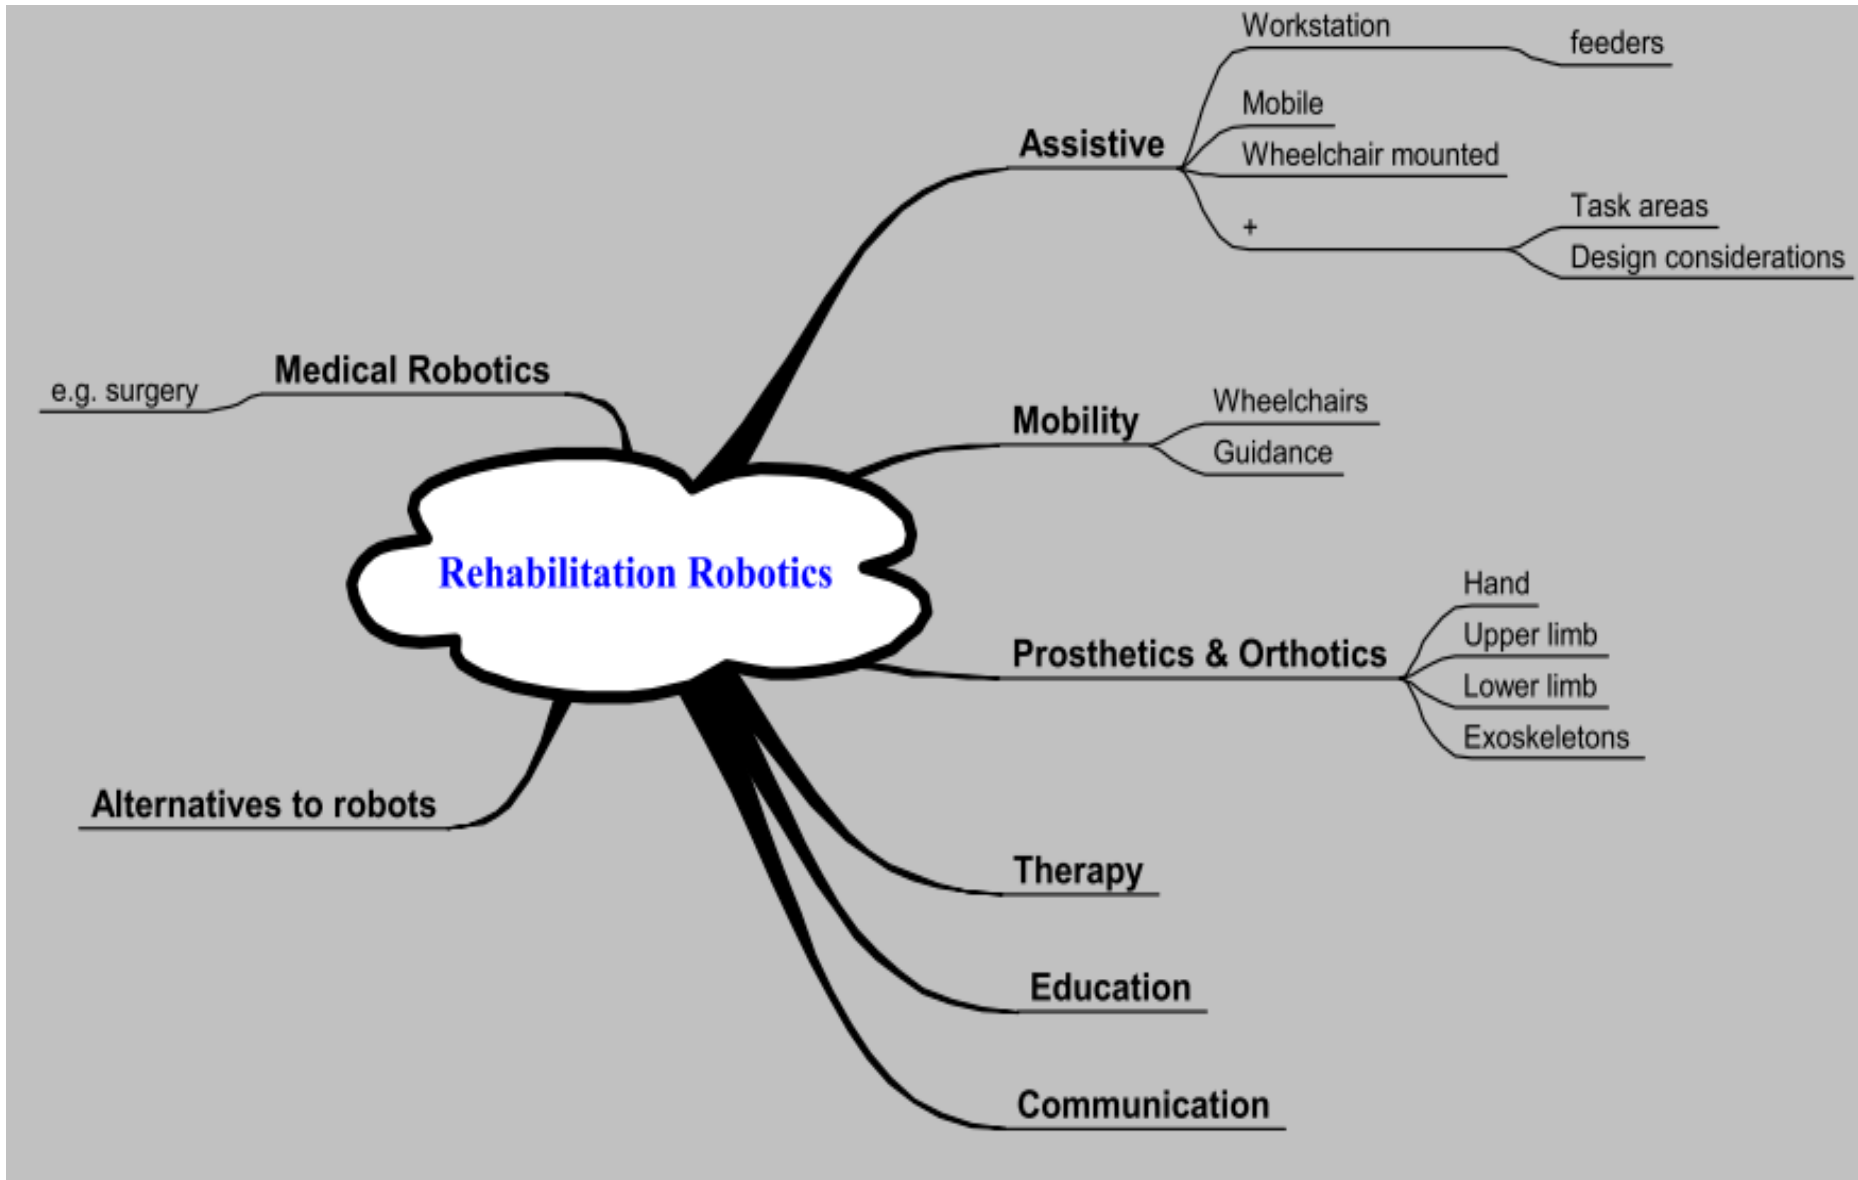 Rehabilitation Robotics
Assistive
Workstation
feeders
Mobile
Wheelchair mounted
+
Task areas
Design considerations
Mobility
Wheelchairs
Guidance
Prosthetics & Orthotics
Hand
Upper limb
Lower limb
Exoskeletons
Therapy
Education
Communication
Alternatives to robots
Medical Robotics
e.g. surgery